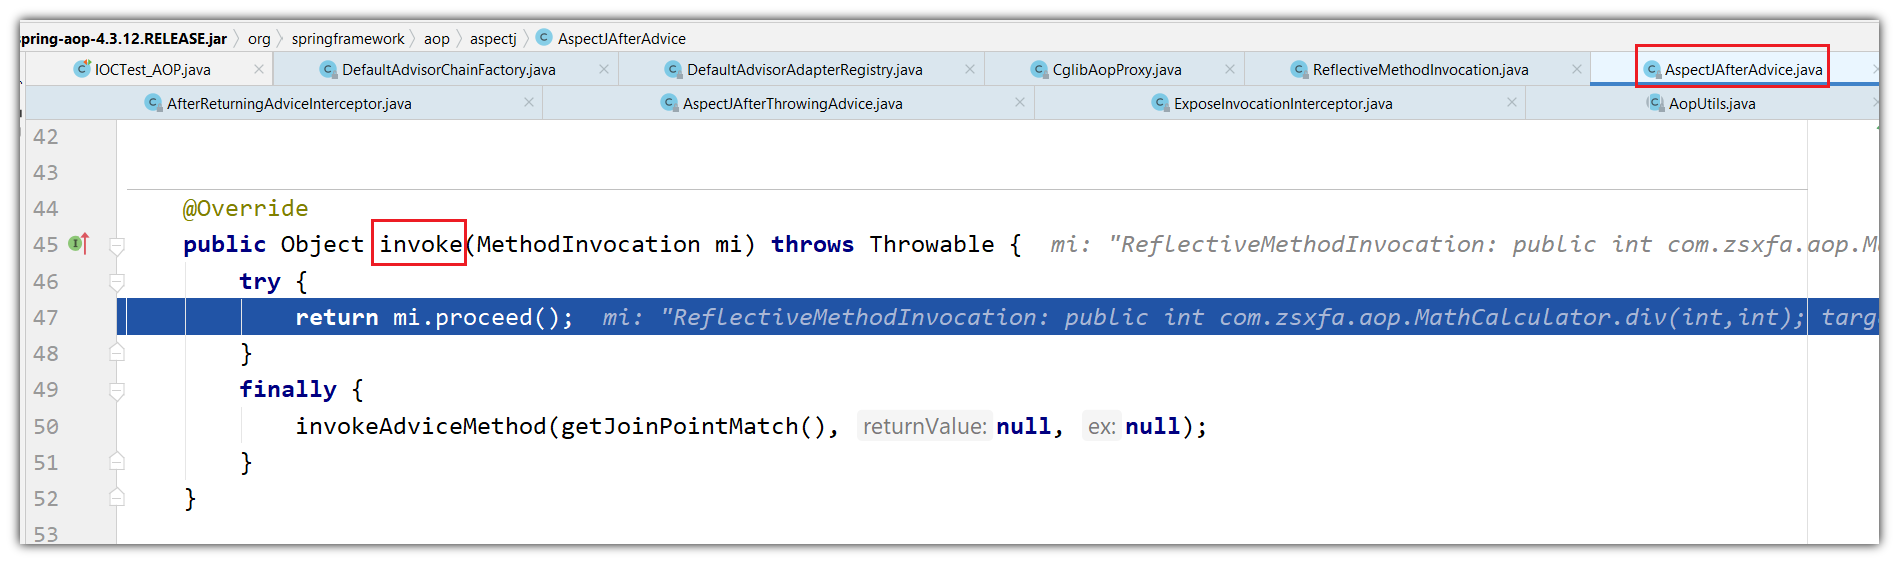 spring-aop-4.3.12.RELEASE.jar org springframework aop aspectj AspectJAfterAdvice
IOCTest_AOP.java DefaultAdvisorChainFactory.java DefaultAdvisorAdapterRegistry.java CglibAopProxy.java ReflectiveMethodInvocation.java AspectJAfterAdvice.java
AfterReturningAdviceInterceptor.java AspectJAfterThrowingAdvice.java ExposeInvocationInterceptor.java AopUtils.java
42
43
44 @Override
45 public Object invoke(MethodInvocation mi) throws Throwable { mi: "ReflectiveMethodInvocation: public int com.zsxfa.aop.Ma
46 try {
47 return mi.proceed(); mi: "ReflectiveMethodInvocation: public int com.zsxfa.aop.MathCalculator.div(int,int); targ
48 }
49 finally {
50 invokeAdviceMethod(getJoinPointMatch(), returnValue: null, ex: null);
51 }
52 }
53